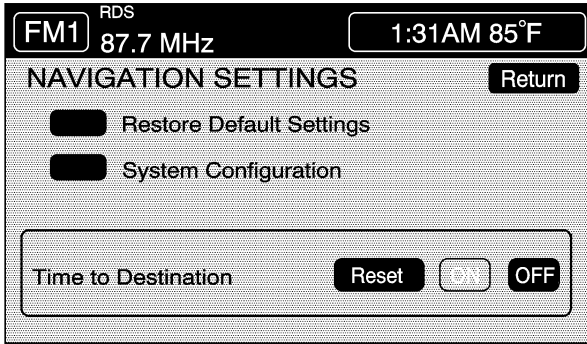 RDS
FM1 87.7 MHz 1:31AM 85°F
NAVIGATION SETTINGS Return
Restore Default Settings
System Configuration
Time to Destination Reset ON OFF